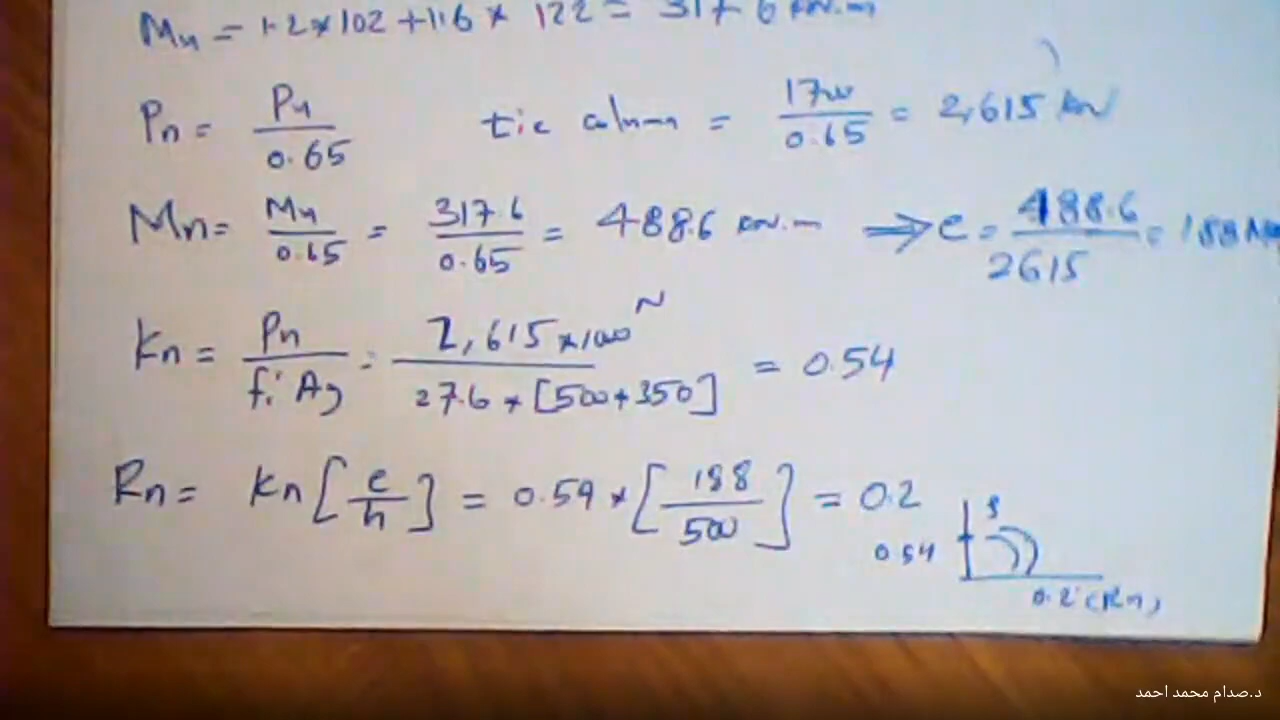 Mu = 1.2*102 + 1.6 * 122 = 317.6 kN.m
Pn = Pu / 0.65 tie column = 1700 / 0.65 = 2,615 kN
Mn = Mu / 0.65 = 317.6 / 0.65 = 488.6 kN.m ⇒ e = 488.6 / 2615 = 188
Kn = Pn / fc' Ag = 2,615*1000 N / 27.6 * [500*350] = 0.54
Rn = Kn [e/h] = 0.54 * [188/500] = 0.2
0.54
0.2 (Rn)
د.صدام محمد احمد